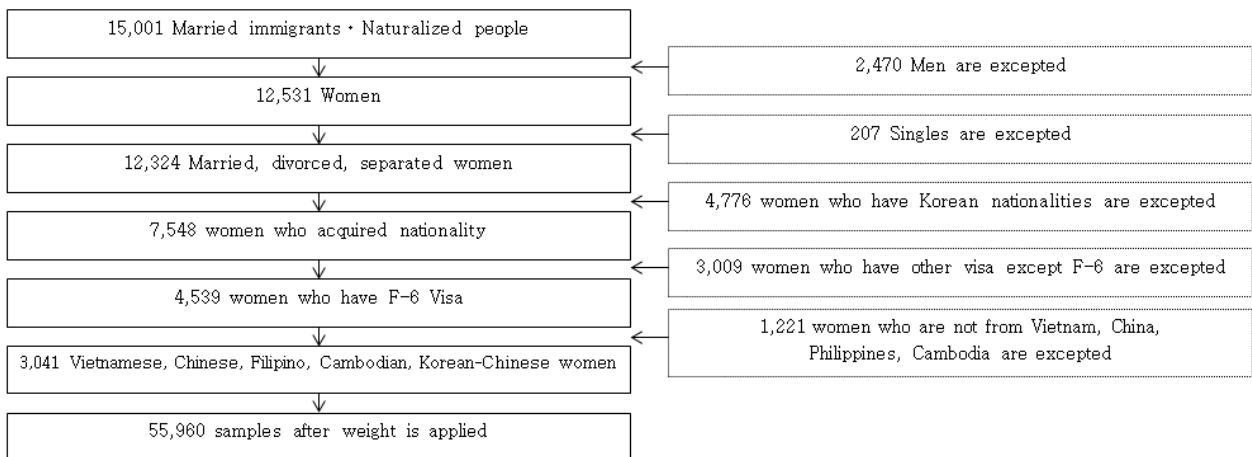 15,001 Married immigrants · Naturalized people
2,470 Men are excepted
12,531 Women
207 Singles are excepted
12,324 Married, divorced, separated women
4,776 women who have Korean nationalities are excepted
7,548 women who acquired nationality
3,009 women who have other visa except F-6 are excepted
4,539 women who have F-6 Visa
1,221 women who are not from Vietnam, China,
Philippines, Cambodia are excepted
3,041 Vietnamese, Chinese, Filipino, Cambodian, Korean-Chinese women
55,960 samples after weight is applied